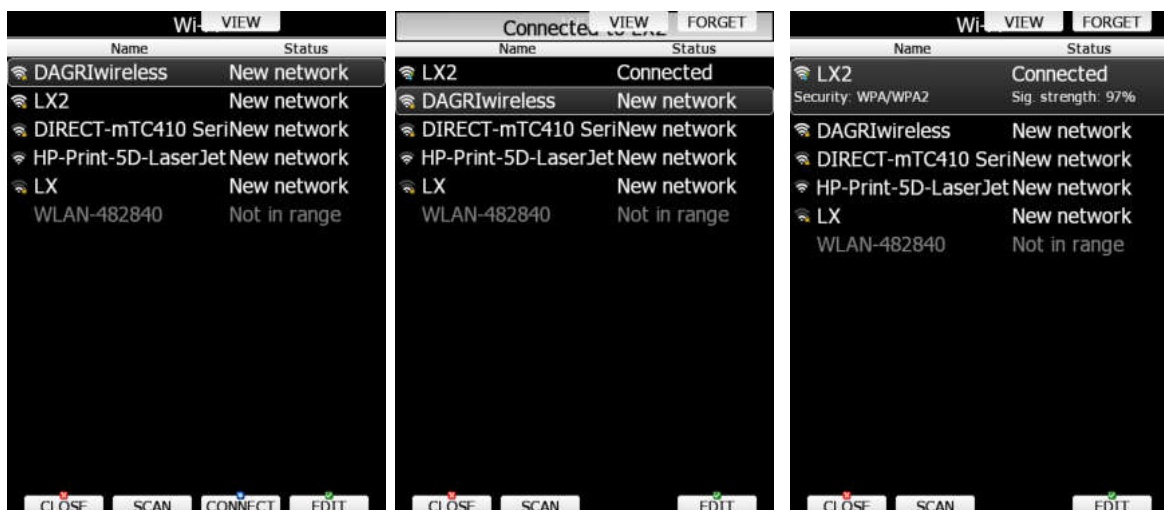 Wi-
VIEW
Name Status
DAGRIwireless New network
LX2 New network
DIRECT-mTC410 Seri New network
HP-Print-5D-LaserJet New network
LX New network
WLAN-482840 Not in range
CLOSE SCAN CONNECT EDIT
Connected to LX2
VIEW FORGET
Name Status
LX2 Connected
DAGRIwireless New network
DIRECT-mTC410 Seri New network
HP-Print-5D-LaserJet New network
LX New network
WLAN-482840 Not in range
CLOSE SCAN EDIT
Wi-
VIEW FORGET
Name Status
LX2 Connected
Security: WPA/WPA2 Sig. strength: 97%
DAGRIwireless New network
DIRECT-mTC410 Seri New network
HP-Print-5D-LaserJet New network
LX New network
WLAN-482840 Not in range
CLOSE SCAN EDIT